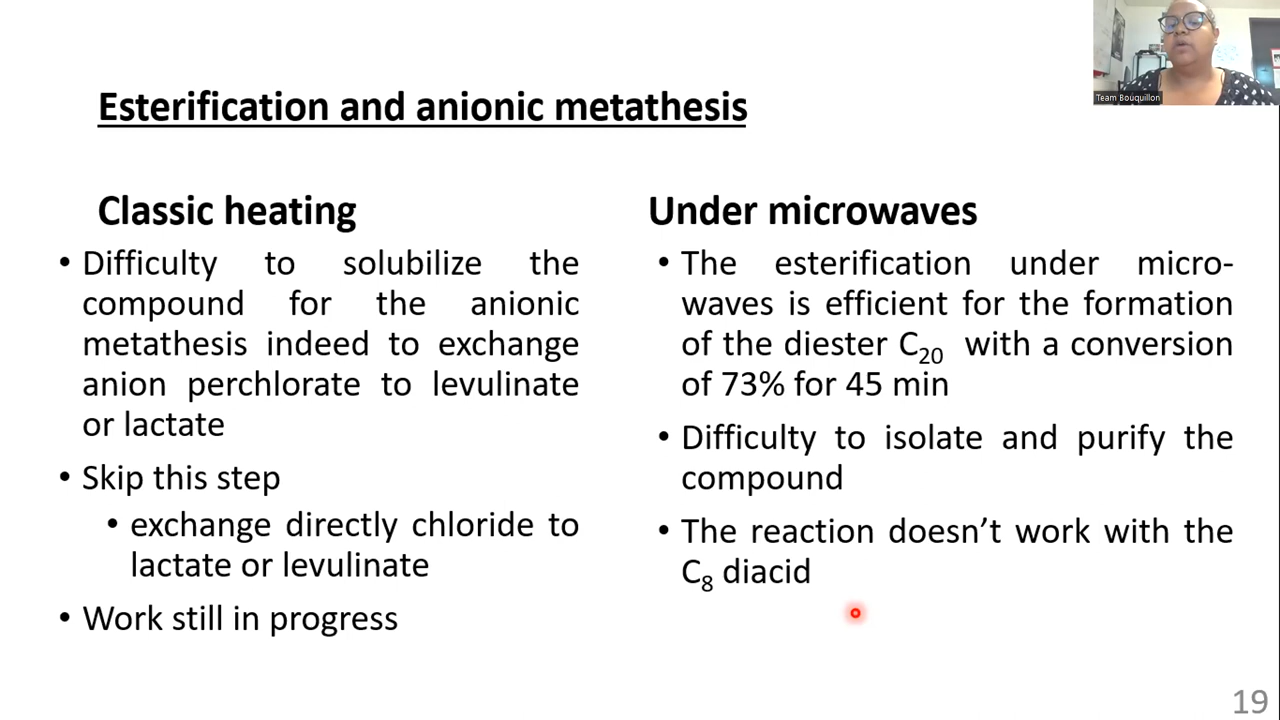 Team Bouquillon
Esterification and anionic metathesis
Classic heating
• Difficulty to solubilize the
compound for the anionic
metathesis indeed to exchange
anion perchlorate to levulinate
or lactate
• Skip this step
• exchange directly chloride to
lactate or levulinate
• Work still in progress
Under microwaves
• The esterification under micro-
waves is efficient for the formation
of the diester C20 with a conversion
of 73% for 45 min
• Difficulty to isolate and purify the
compound
• The reaction doesn’t work with the
C8 diacid
19